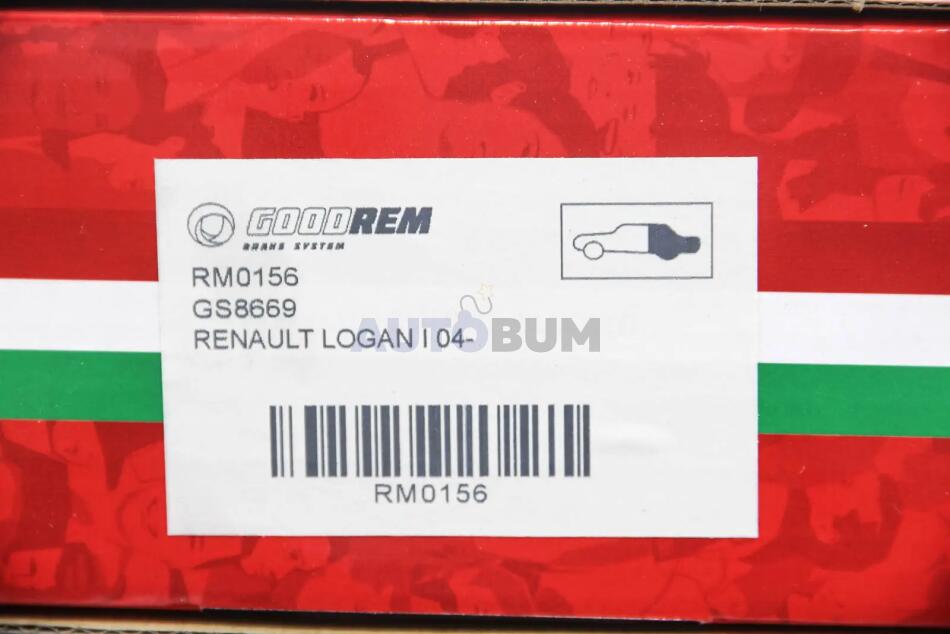 GOODREM
BRAKE SYSTEM
RM0156
GS8669
RENAULT LOGAN I 04-
AUTOBUM
RM0156